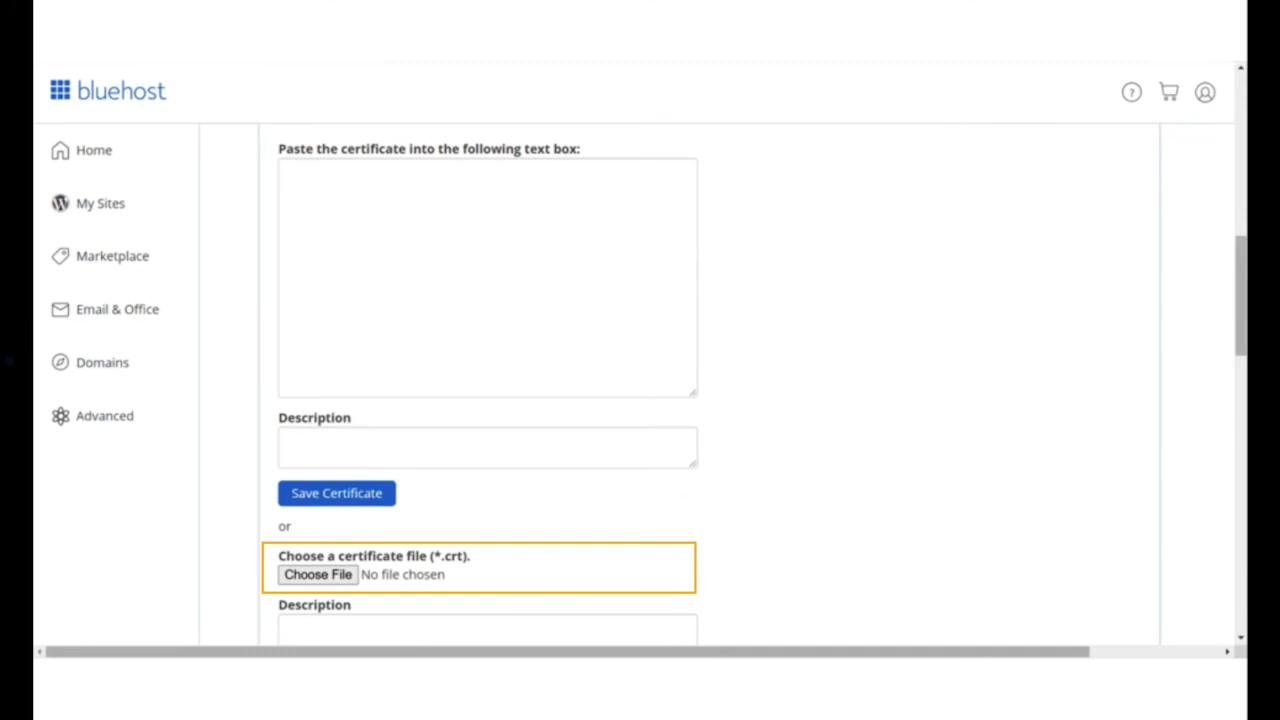 bluehost
?
Home
My Sites
Marketplace
Email & Office
Domains
Advanced
Paste the certificate into the following text box:
Description
Save Certificate
or
Choose a certificate file (*.crt).
Choose File No file chosen
Description